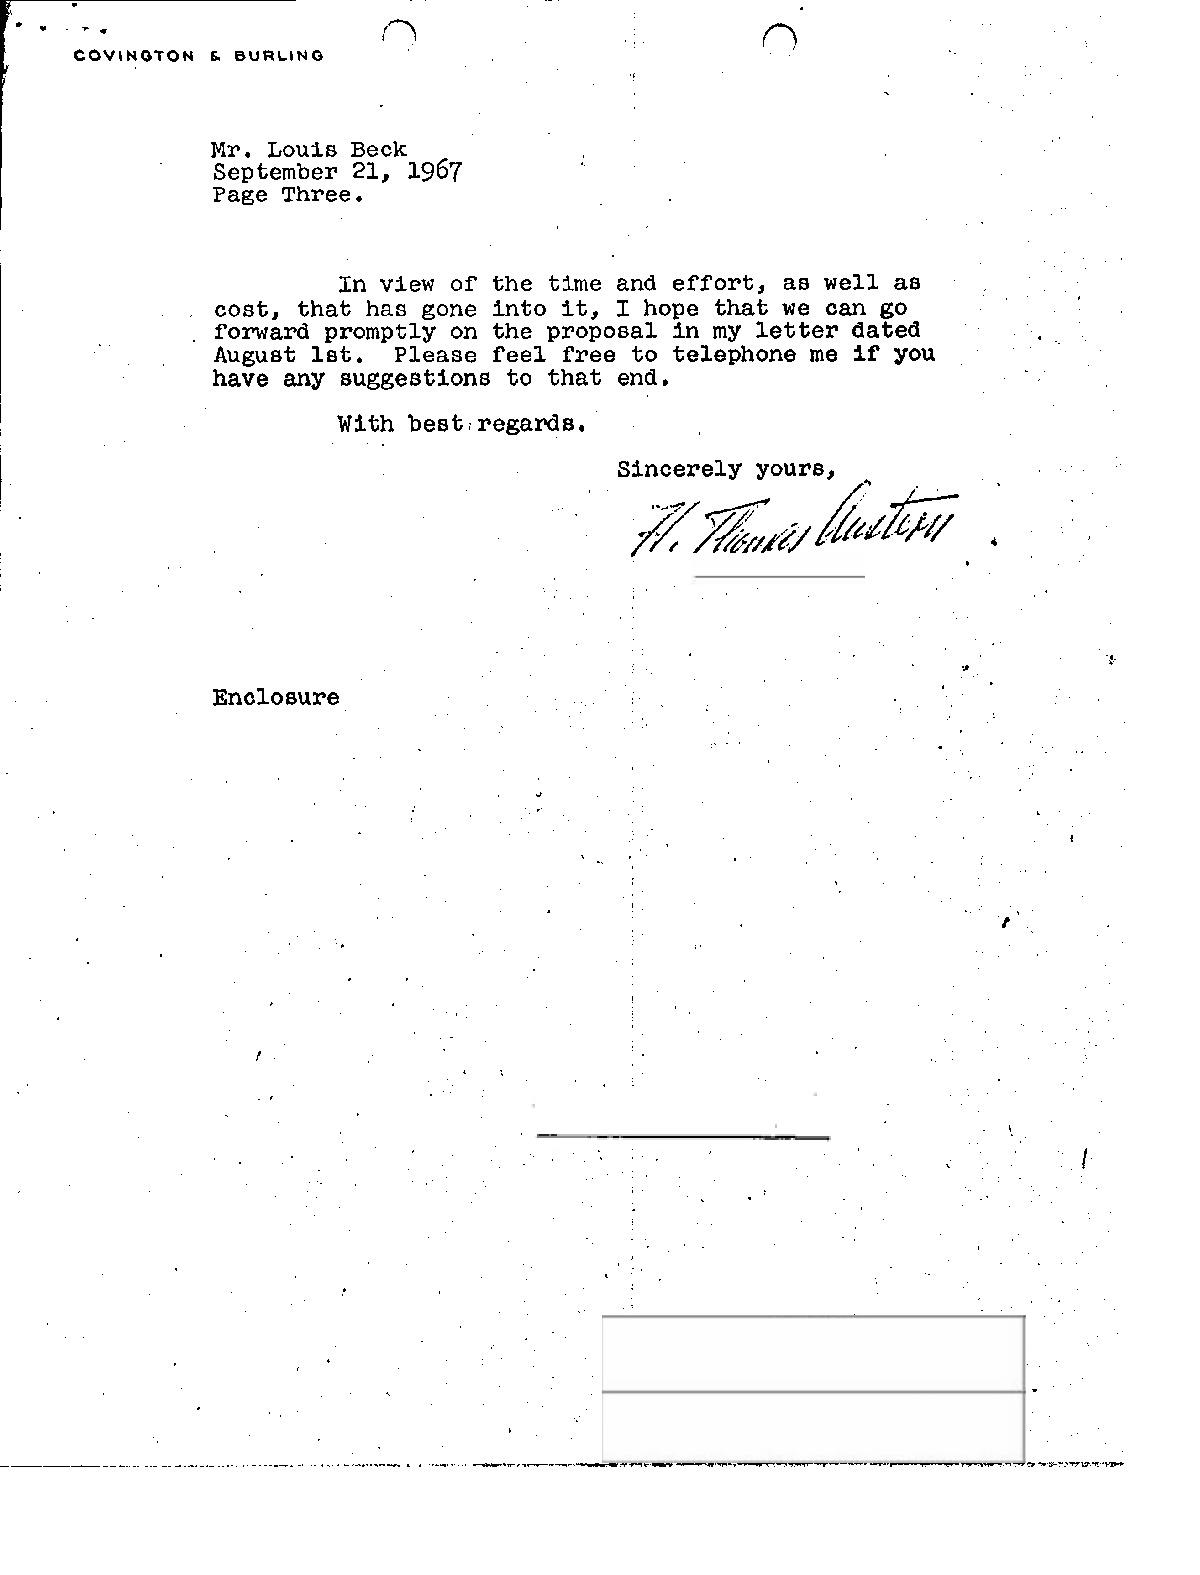 COVINGTON & BURLING
Mr. Louis Beck
September 21, 1967
Page Three.
In view of the time and effort, as well as
cost, that has gone into it, I hope that we can go
forward promptly on the proposal in my letter dated
August 1st. Please feel free to telephone me if you
have any suggestions to that end.
With best regards.
Sincerely yours,
H. Thomas Austern
Enclosure